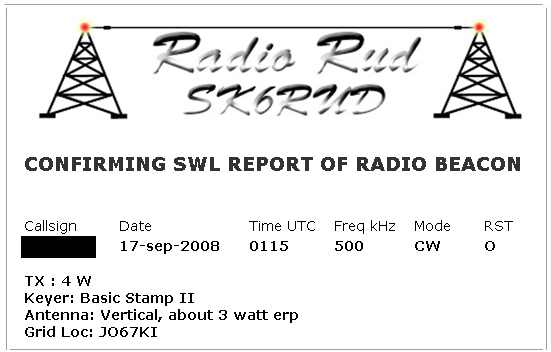 Radio Rud
SK6RUD
CONFIRMING SWL REPORT OF RADIO BEACON
Callsign Date Time UTC Freq kHz Mode RST
17-sep-2008 0115 500 CW O
TX : 4 W
Keyer: Basic Stamp II
Antenna: Vertical, about 3 watt erp
Grid Loc: JO67KI